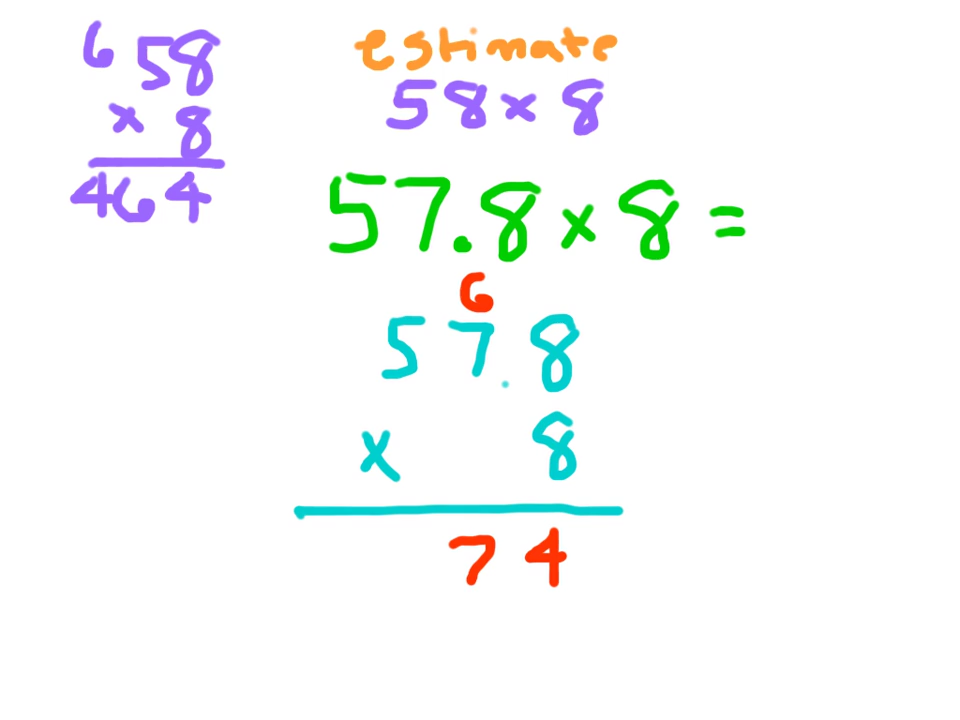 estimate
58 × 8
6
58
× 8
464
57.8 × 8 =
6
57.8
× 8
74